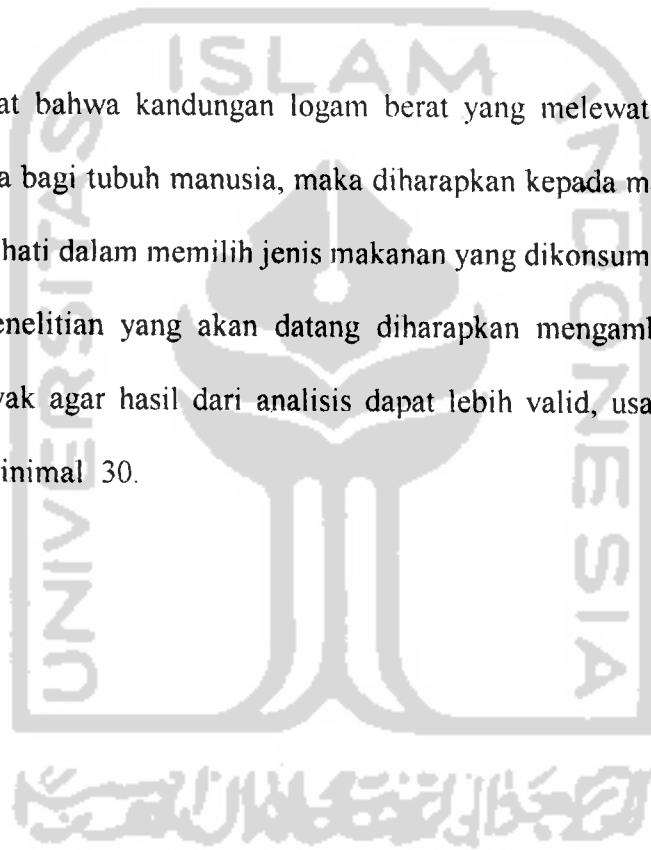 ISLAM
UNIVERSITAS
INDONESIA
at bahwa kandungan logam berat yang melewat
a bagi tubuh manusia, maka diharapkan kepada m
hati dalam memilih jenis makanan yang dikonsum
enelitian yang akan datang diharapkan mengamb
yak agar hasil dari analisis dapat lebih valid, usa
inimal 30.